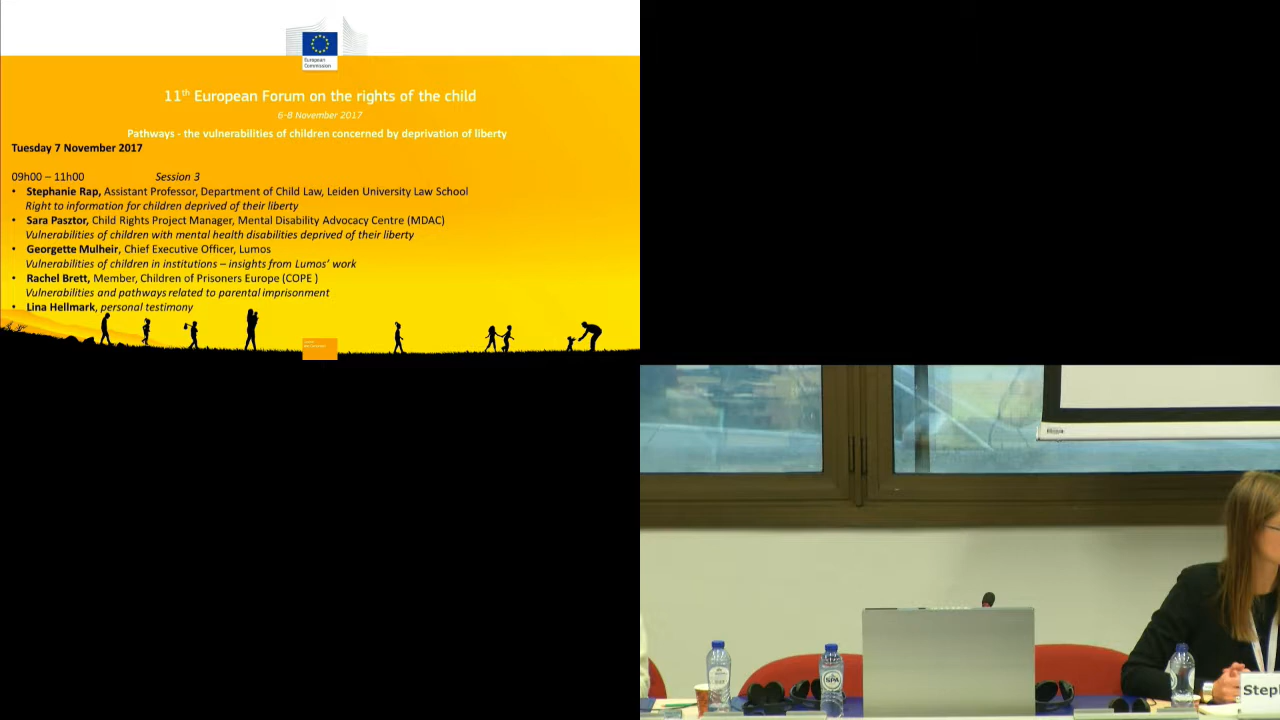 European
Commission
11th European Forum on the rights of the child
6-8 November 2017
Pathways - the vulnerabilities of children concerned by deprivation of liberty
Tuesday 7 November 2017
09h00 – 11h00 Session 3
• Stephanie Rap, Assistant Professor, Department of Child Law, Leiden University Law School
Right to information for children deprived of their liberty
• Sara Pasztor, Child Rights Project Manager, Mental Disability Advocacy Centre (MDAC)
Vulnerabilities of children with mental health disabilities deprived of their liberty
• Georgette Mulheir, Chief Executive Officer, Lumos
Vulnerabilities of children in institutions – insights from Lumos’ work
• Rachel Brett, Member, Children of Prisoners Europe (COPE )
Vulnerabilities and pathways related to parental imprisonment
• Lina Hellmark, personal testimony
SPA
Step